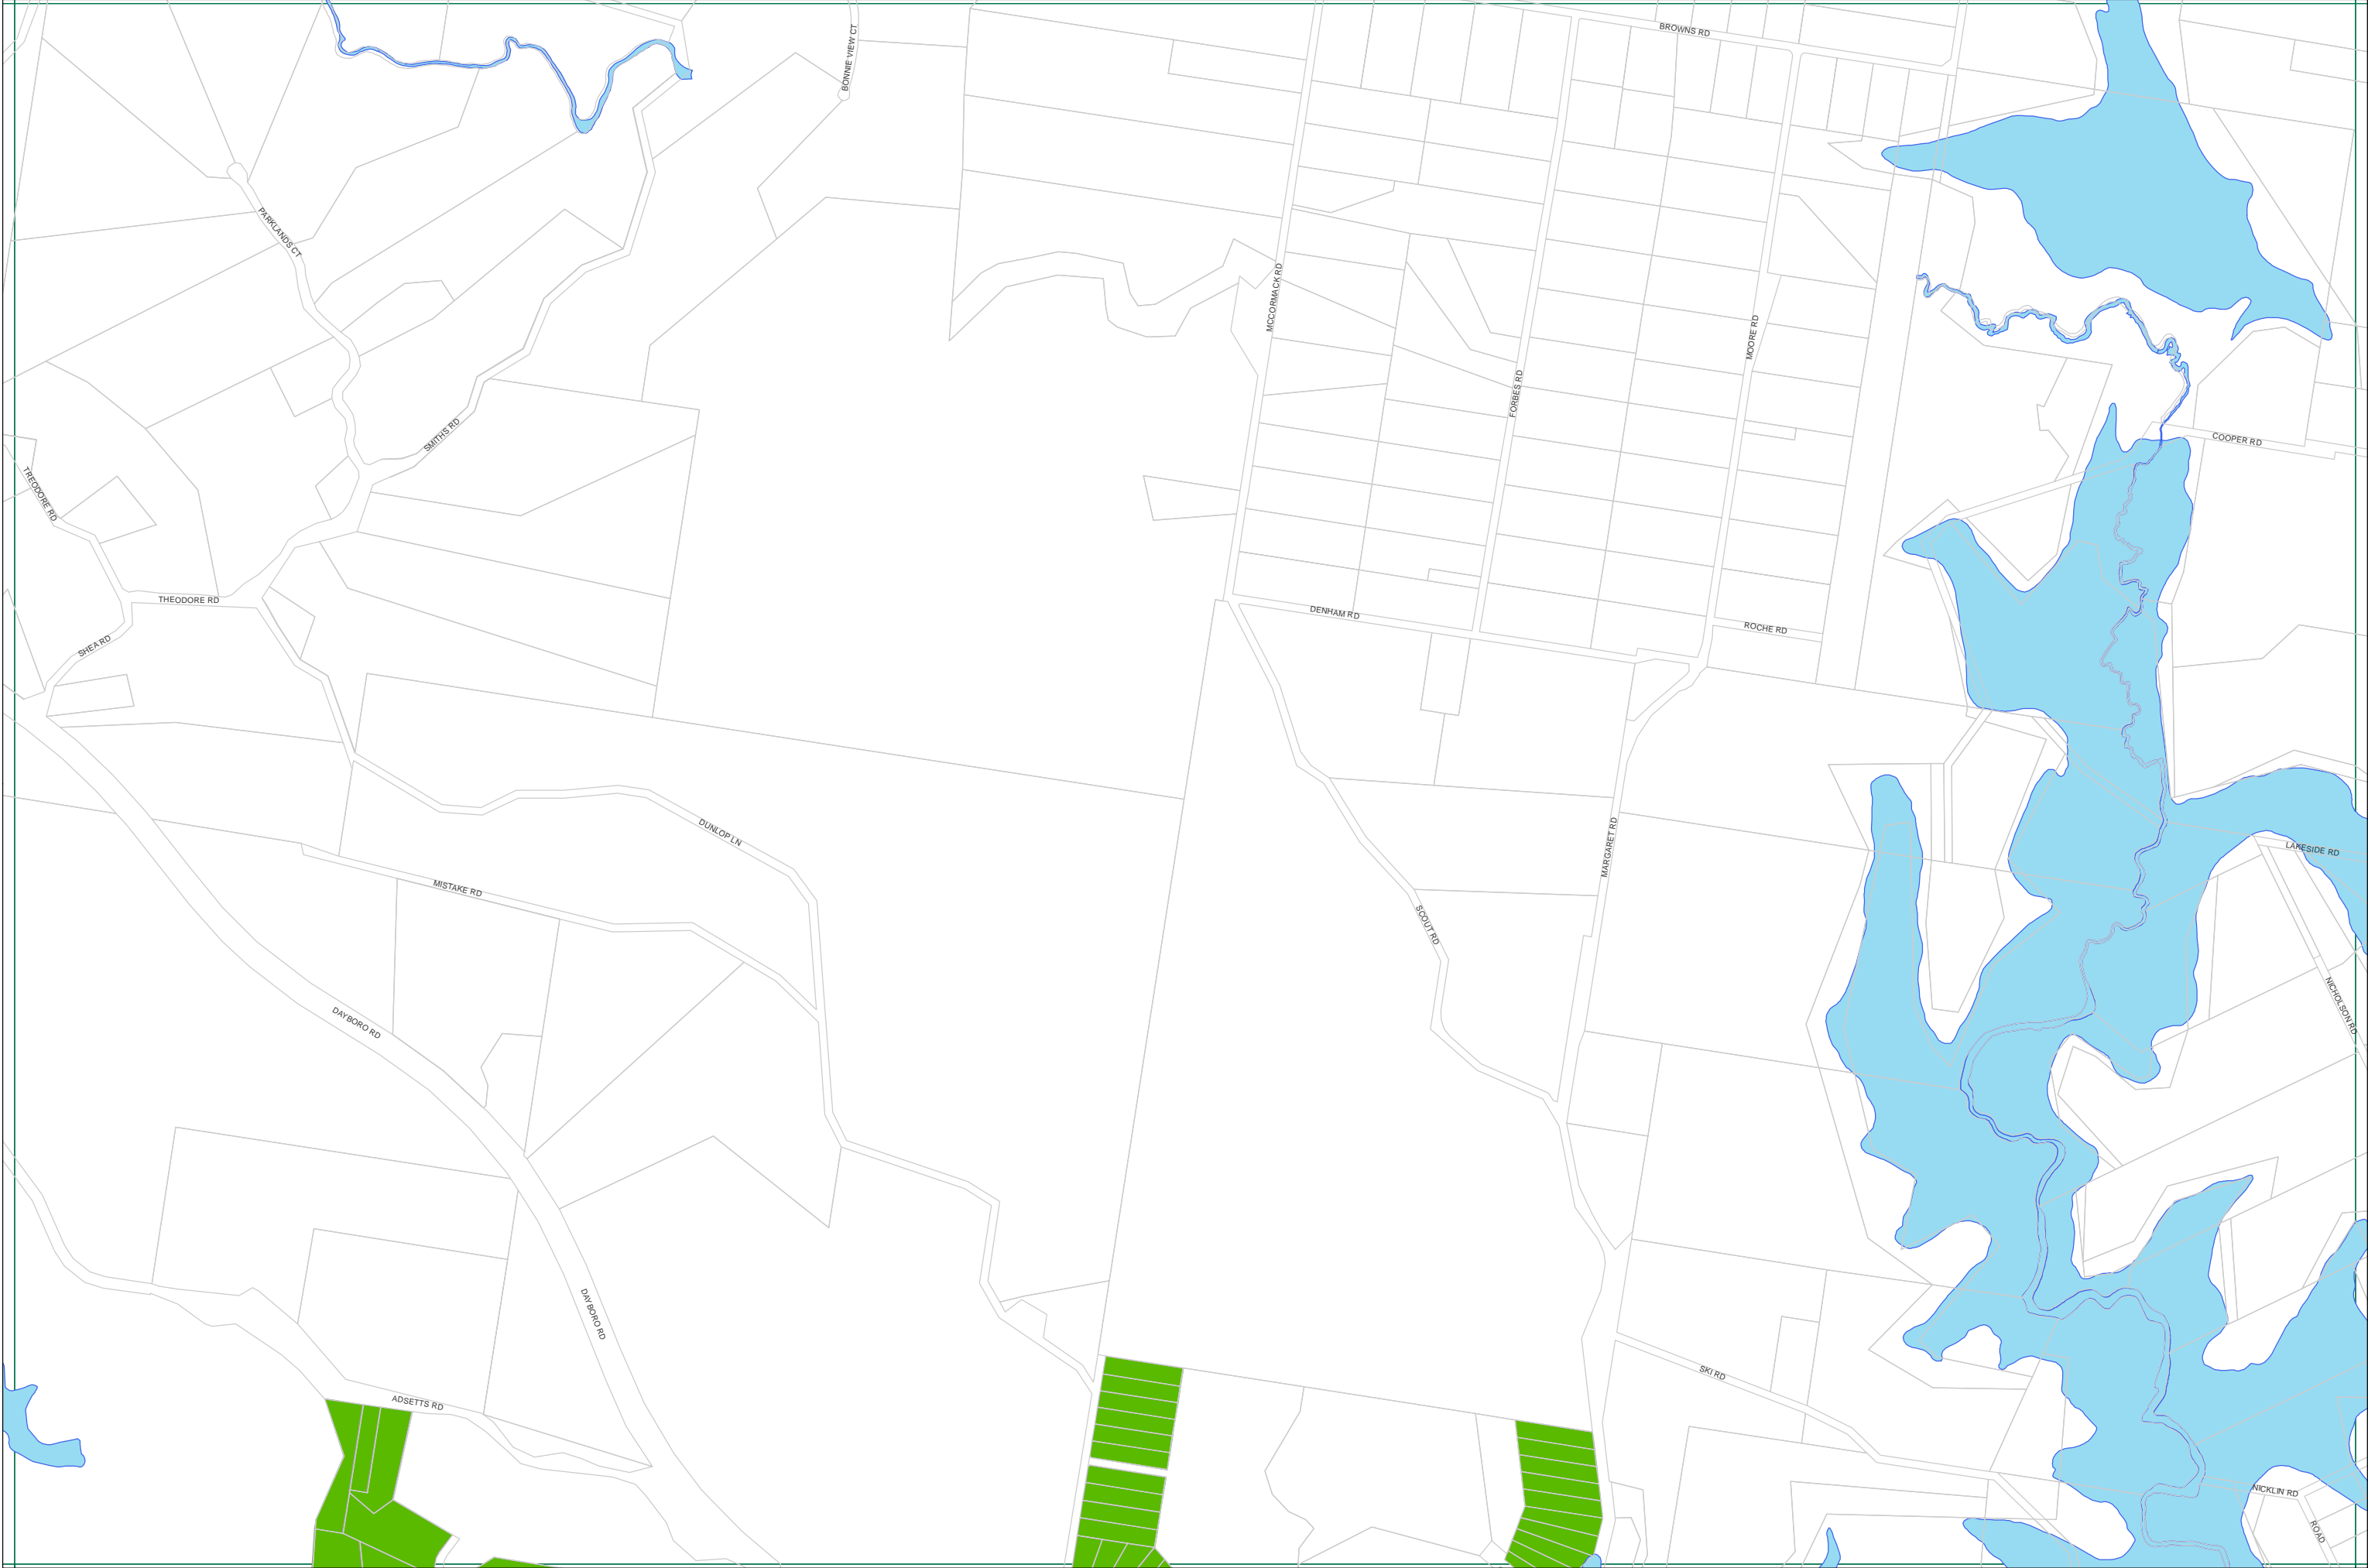 BROWNS RD
BONNIE VIEW CT
PARKLANDS CT
MCCORMACK RD
MOORE RD
FORBES RD
SMITHS RD
COOPER RD
THEODORE RD
THEODORE RD
DENHAM RD
ROCHE RD
SHEA RD
DUNLOP LN
MARGARET RD
LAKESIDE RD
MISTAKE RD
SCOUT RD
NICHOLSON RD
DAYBORO RD
DAYBORO RD
SKI RD
ADSETTS RD
NICKLIN RD
ROAD